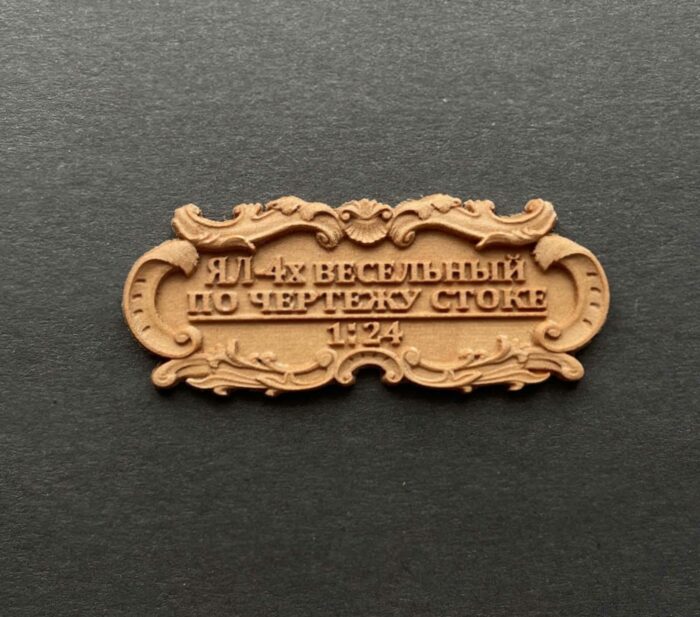 ЯЛ 4х ВЕСЕЛЬНЫЙ
ПО ЧЕРТЕЖУ СТОКЕ
1:24